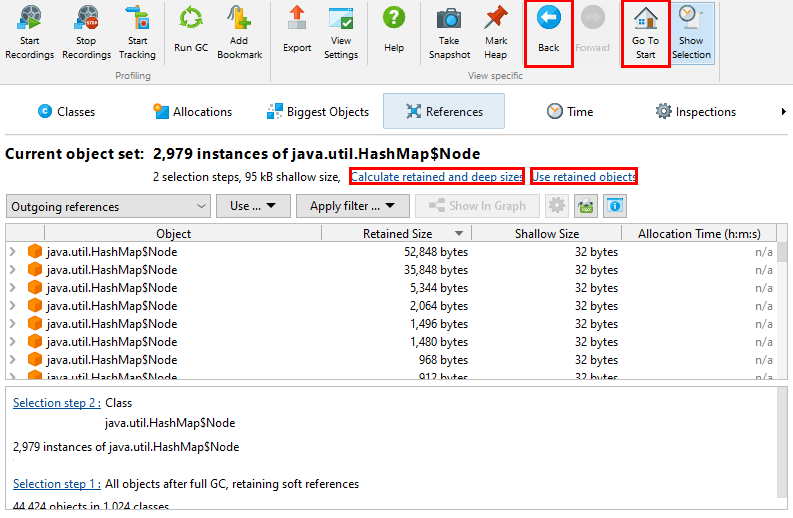 Start Recordings
Stop Recordings
Start Tracking
Run GC
Add Bookmark
Export
View Settings
Help
Take Snapshot
Mark Heap
Back
Forward
Go To Start
Show Selection
Profiling
View specific
Classes
Allocations
Biggest Objects
References
Time
Inspections
Current object set: 2,979 instances of java.util.HashMap$Node
2 selection steps, 95 kB shallow size, Calculate retained and deep sizes Use retained objects
Outgoing references
Use ...
Apply filter ...
Show In Graph
Object Retained Size Shallow Size Allocation Time (h:m:s)
java.util.HashMap$Node 52,848 bytes 32 bytes n/a
java.util.HashMap$Node 35,848 bytes 32 bytes n/a
java.util.HashMap$Node 5,344 bytes 32 bytes n/a
java.util.HashMap$Node 2,064 bytes 32 bytes n/a
java.util.HashMap$Node 1,496 bytes 32 bytes n/a
java.util.HashMap$Node 1,480 bytes 32 bytes n/a
java.util.HashMap$Node 968 bytes 32 bytes n/a
java.util.HashMap$Node 912 bytes 32 bytes n/a
Selection step 2 : Class
java.util.HashMap$Node
2,979 instances of java.util.HashMap$Node
Selection step 1 : All objects after full GC, retaining soft references
44,424 objects in 1,024 classes